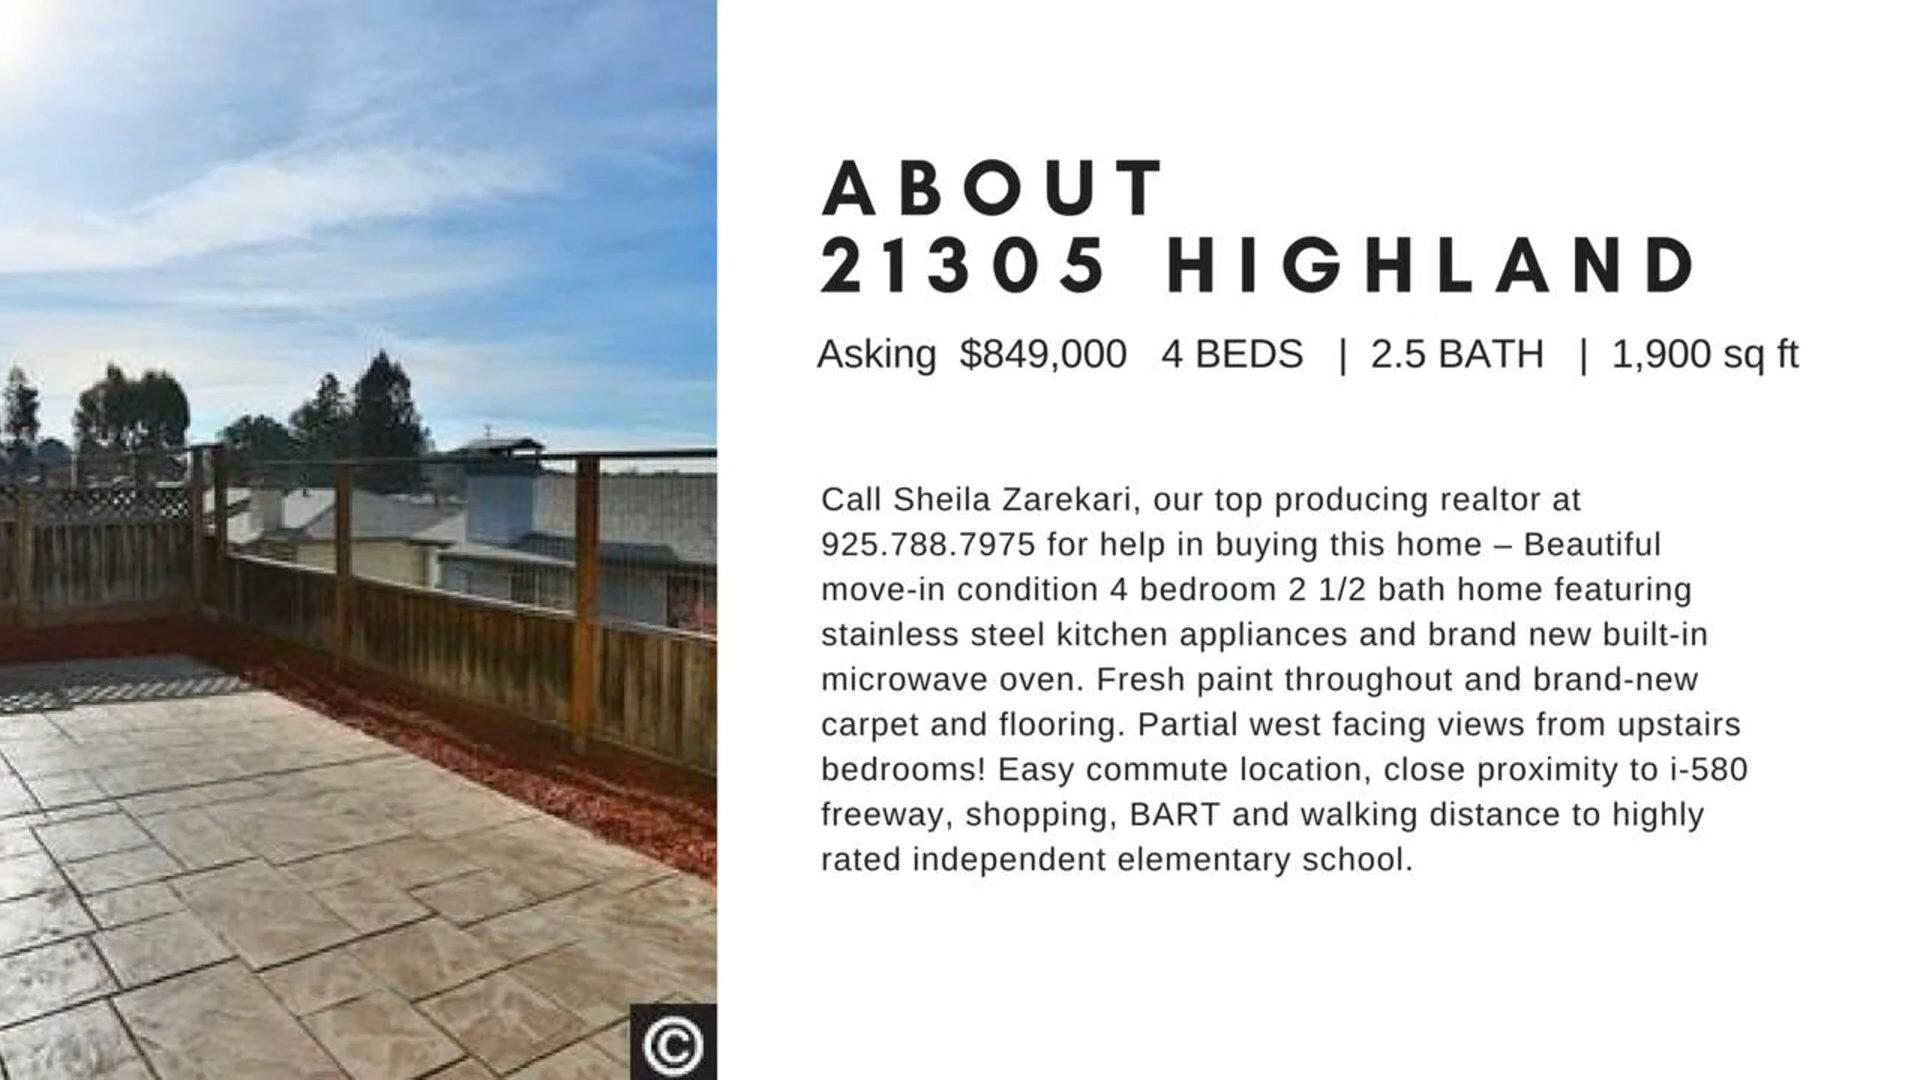 ABOUT
21305 HIGHLAND
Asking $849,000 4 BEDS | 2.5 BATH | 1,900 sq ft
Call Sheila Zarekari, our top producing realtor at
925.788.7975 for help in buying this home – Beautiful
move-in condition 4 bedroom 2 1/2 bath home featuring
stainless steel kitchen appliances and brand new built-in
microwave oven. Fresh paint throughout and brand-new
carpet and flooring. Partial west facing views from upstairs
bedrooms! Easy commute location, close proximity to i-580
freeway, shopping, BART and walking distance to highly
rated independent elementary school.
©